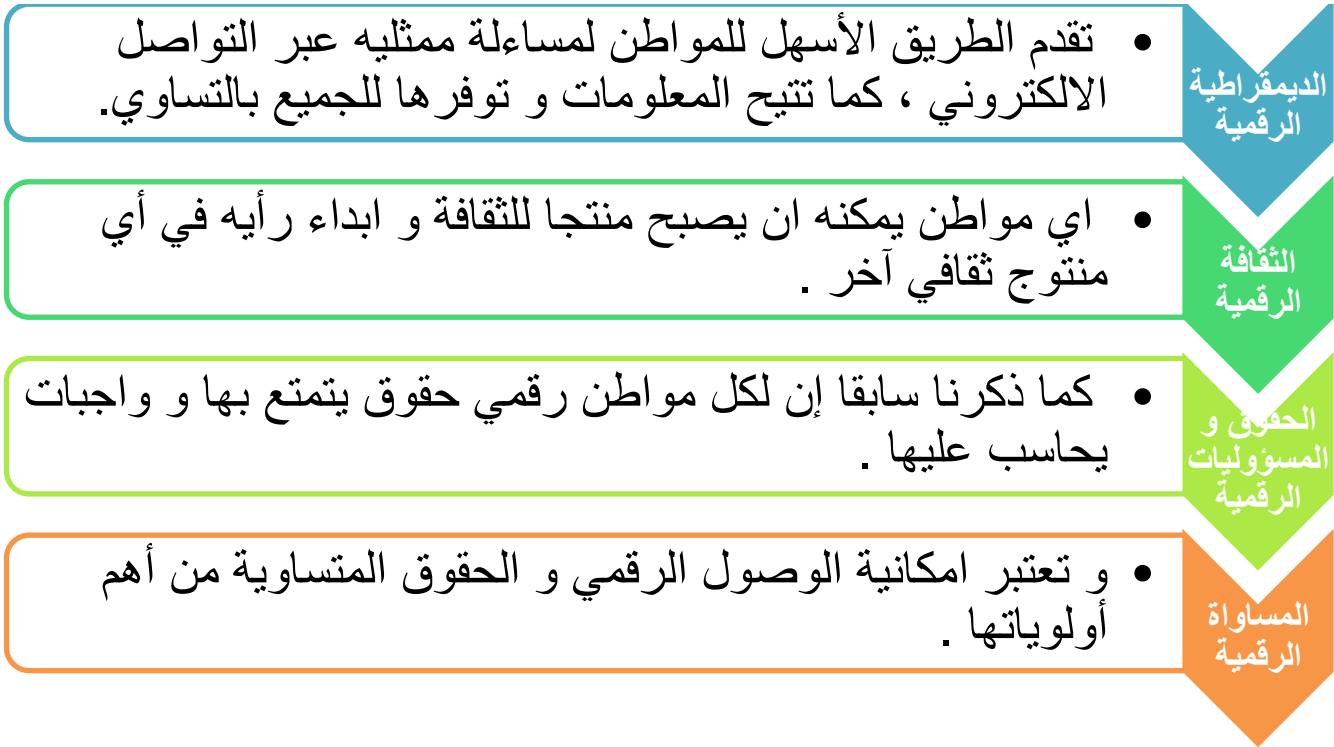 الديمقراطية
الرقمية
• تقدم الطريق الأسهل للمواطن لمساءلة ممثليه عبر التواصل
الالكتروني ، كما تتيح المعلومات و توفرها للجميع بالتساوي.
الثقافة
الرقمية
• اي مواطن يمكنه ان يصبح منتجا للثقافة و ابداء رأيه في أي
منتوج ثقافي آخر .
الحقوق و
المسؤوليات
الرقمية
• كما ذكرنا سابقا إن لكل مواطن رقمي حقوق يتمتع بها و واجبات
يحاسب عليها .
المساواة
الرقمية
• و تعتبر امكانية الوصول الرقمي و الحقوق المتساوية من أهم
أولوياتها .